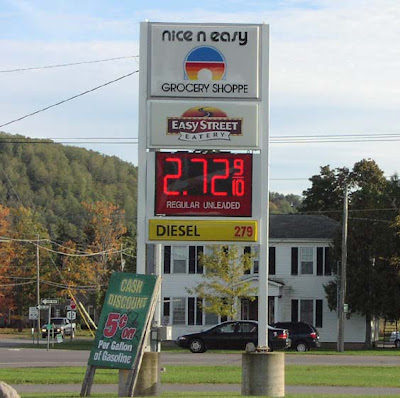 nice n easy
GROCERY SHOPPE
EASY STREET
EATERY
2.72 9/10
REGULAR UNLEADED
DIESEL 279
CASH
DISCOUNT
5¢ Off
Per Gallon
of Gasoline